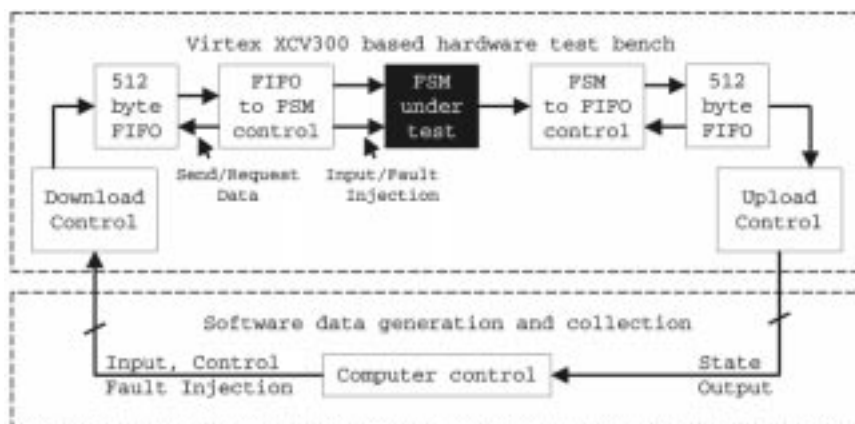 Virtex XCV300 based hardware test bench
512
byte
FIFO
FIFO
to FSM
control
FSM
under
test
FSM
to FIFO
control
512
byte
FIFO
Send/Request
Data
Input/Fault
Injection
Download
Control
Upload
Control
Software data generation and collection
Input, Control
Fault Injection
Computer control
State
Output